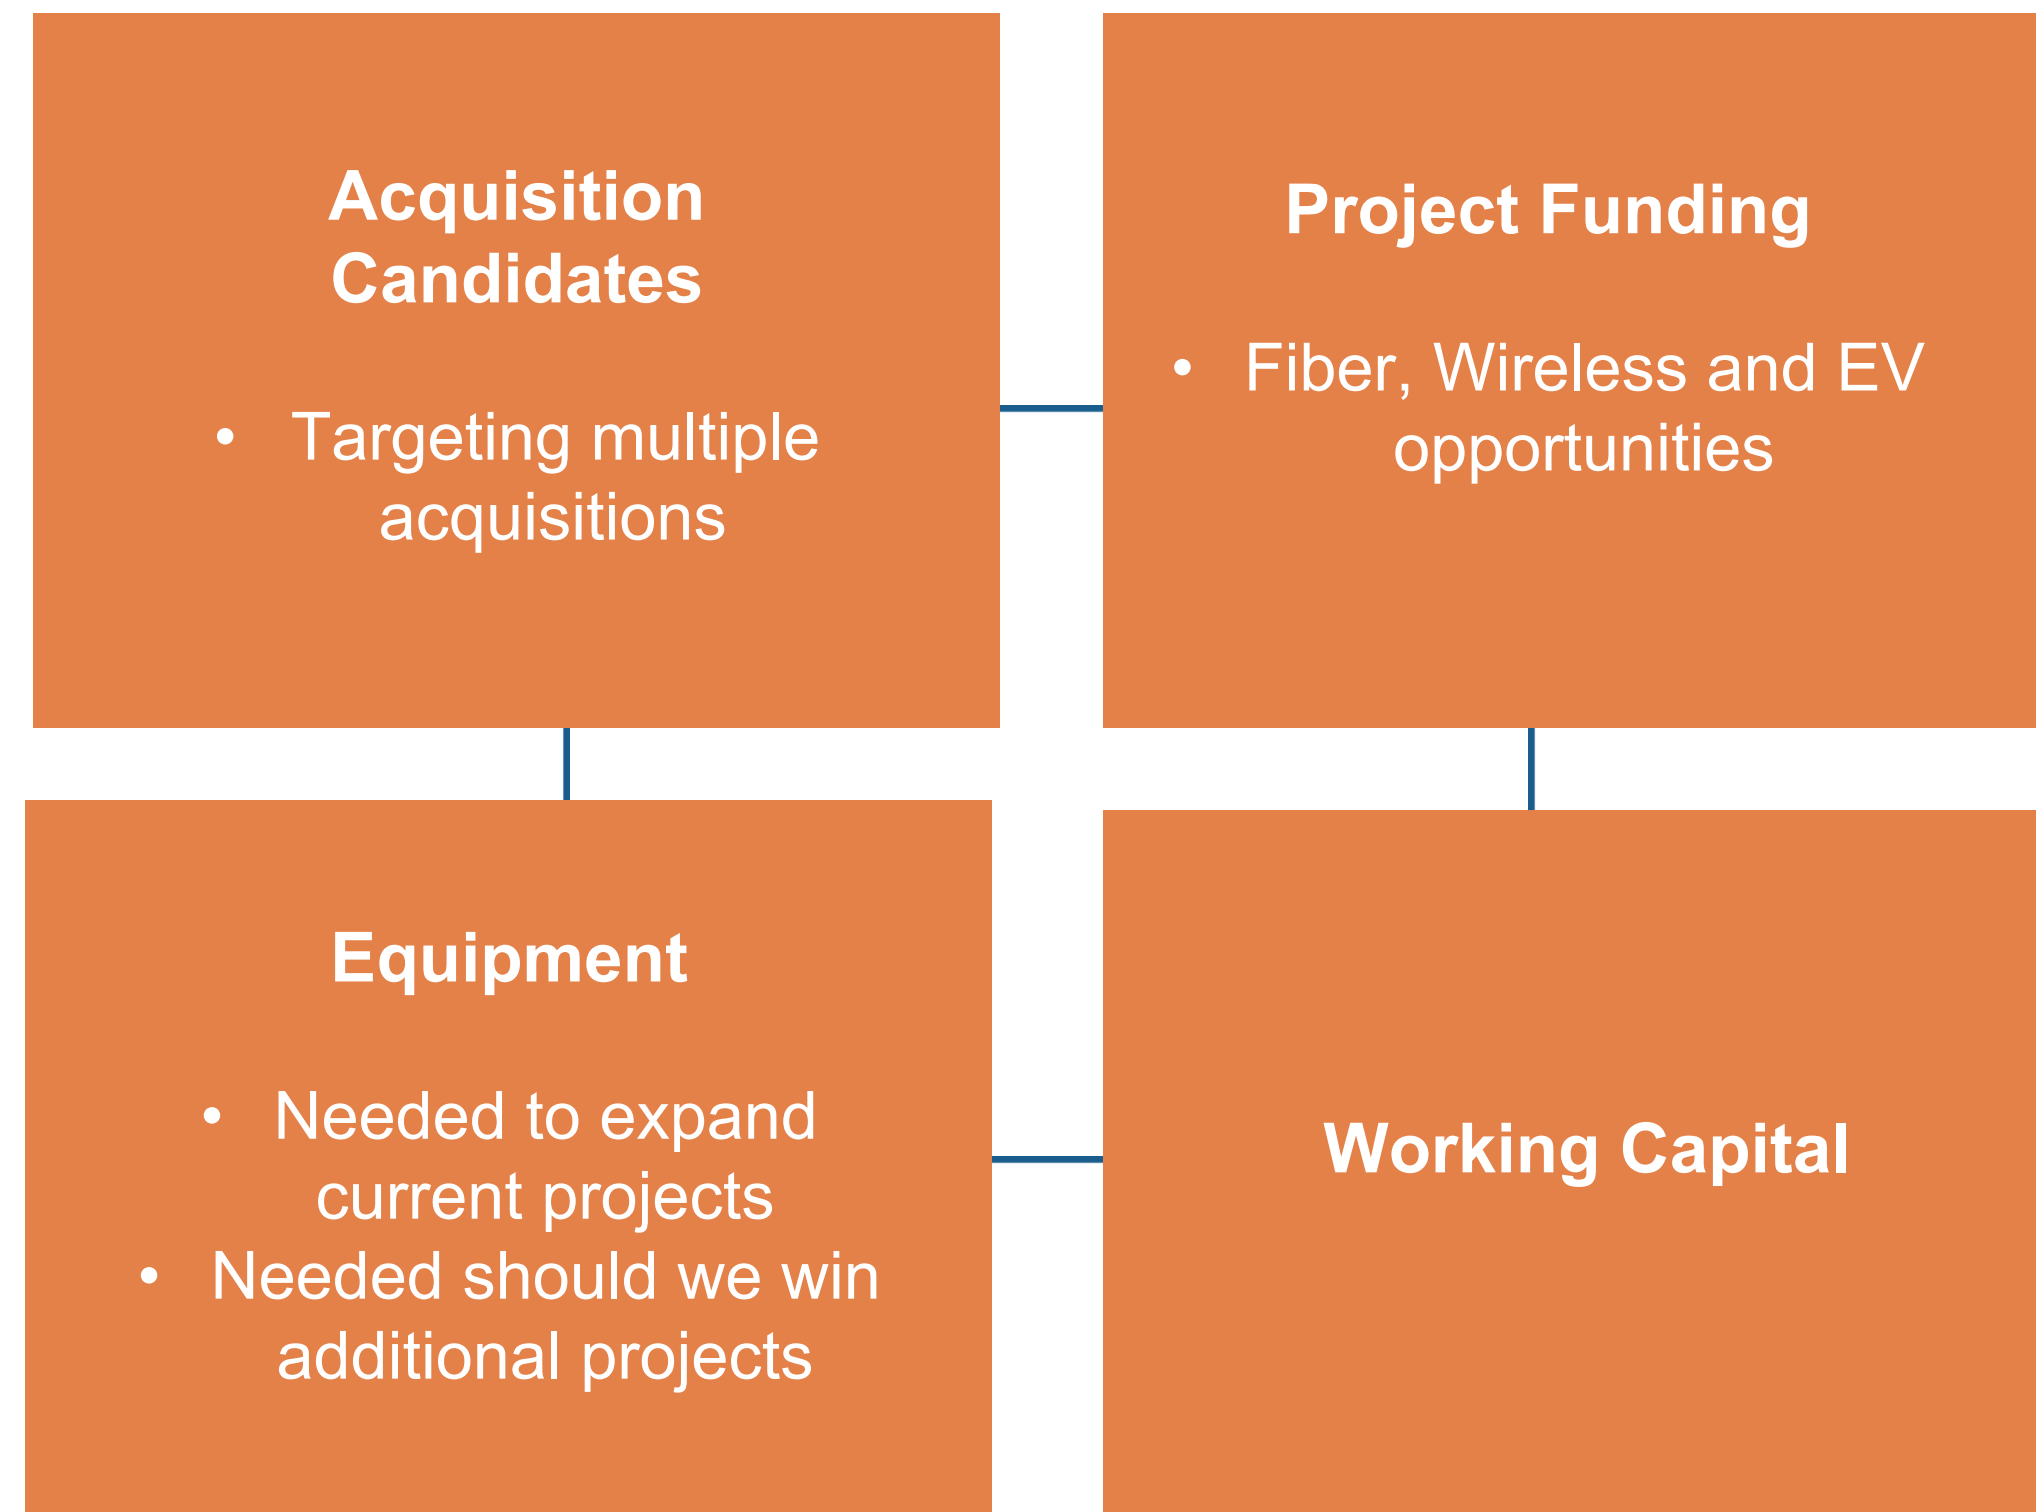 Acquisition
Candidates
• Targeting multiple
acquisitions
Project Funding
• Fiber, Wireless and EV
opportunities
Equipment
• Needed to expand
current projects
• Needed should we win
additional projects
Working Capital